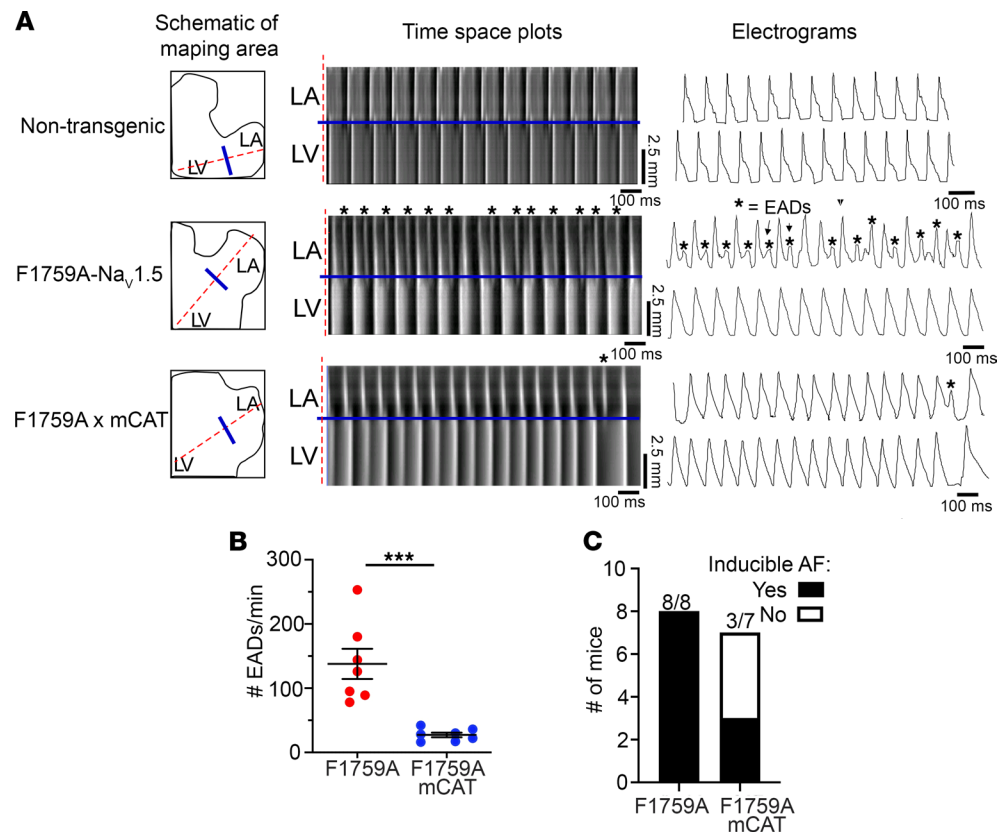 A
Schematic of
maping area
Time space plots
Electrograms
Non-transgenic
LA
LV
LA
LV
2.5 mm
100 ms
100 ms
* * * * * * * * * * * * *
* = EADs
F1759A-NaV1.5
LA
LV
LA
LV
2.5 mm
* * * * * * * * * * * * *
100 ms
100 ms
*
F1759A x mCAT
LA
LV
LA
LV
2.5 mm
*
100 ms
100 ms
B
300
200
100
0
# EADs/min
***
F1759A
F1759A
mCAT
C
10
8
6
4
2
0
# of mice
Inducible AF:
Yes
No
8/8
3/7
F1759A
F1759A
mCAT